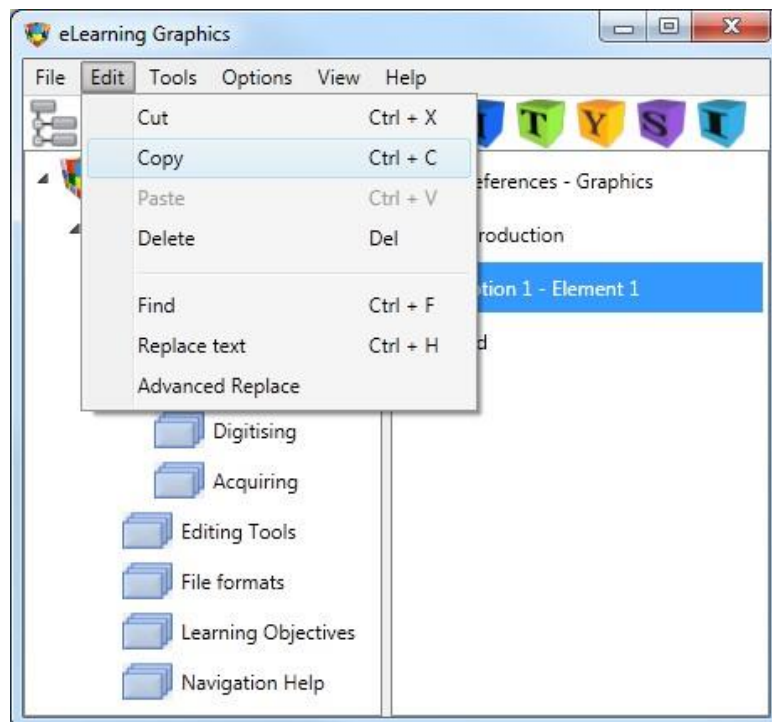 eLearning Graphics
File Edit Tools Options View Help
Cut Ctrl + X
Copy Ctrl + C
Paste Ctrl + V
Delete Del
Find Ctrl + F
Replace text Ctrl + H
Advanced Replace
T Y S I
eferences - Graphics
roduction
tion 1 - Element 1
d
Digitising
Acquiring
Editing Tools
File formats
Learning Objectives
Navigation Help